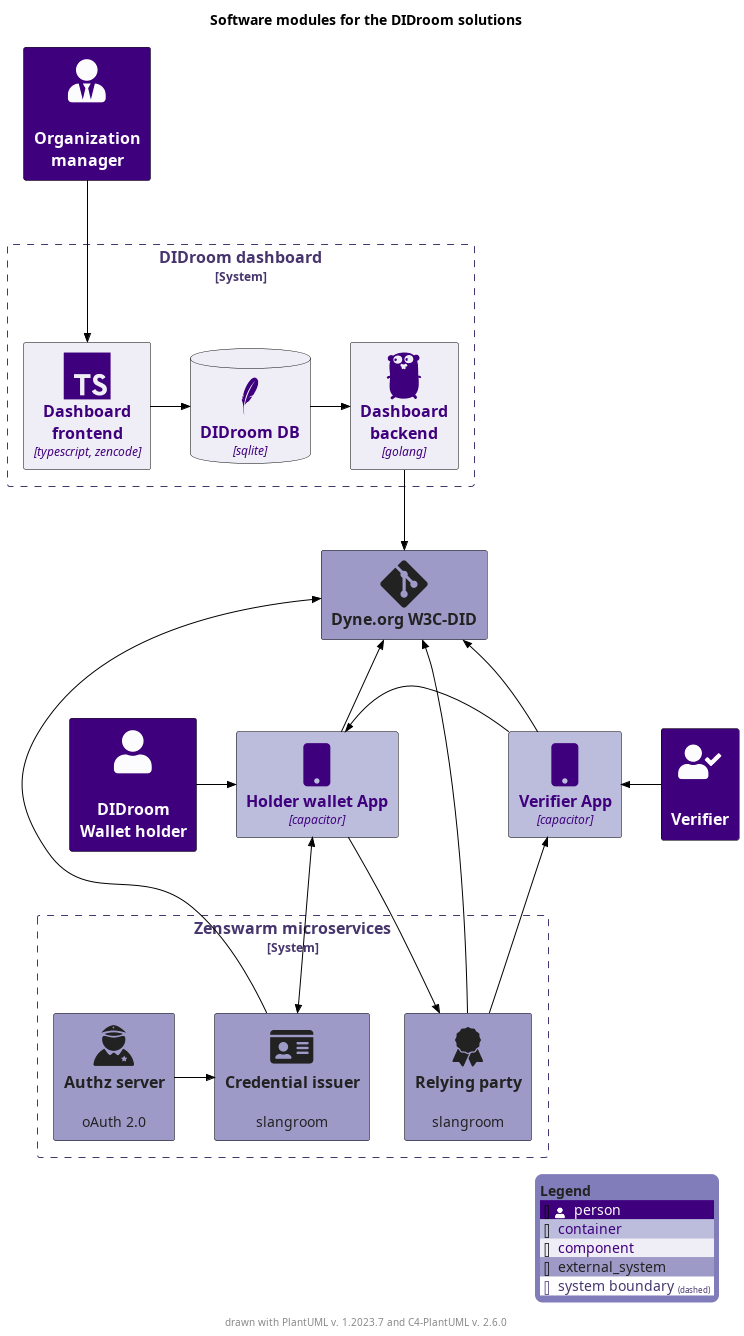 Software modules for the DIDroom solutions
Organization
manager
DIDroom dashboard
[System]
TS
Dashboard
frontend
[typescript, zencode]
DIDroom DB
[sqlite]
Dashboard
backend
[golang]
Dyne.org W3C-DID
DIDroom
Wallet holder
Holder wallet App
[capacitor]
Verifier App
[capacitor]
Verifier
Zenswarm microservices
[System]
Authz server
oAuth 2.0
Credential issuer
slangroom
Relying party
slangroom
Legend
person
container
component
external_system
system boundary (dashed)
drawn with PlantUML v. 1.2023.7 and C4-PlantUML v. 2.6.0